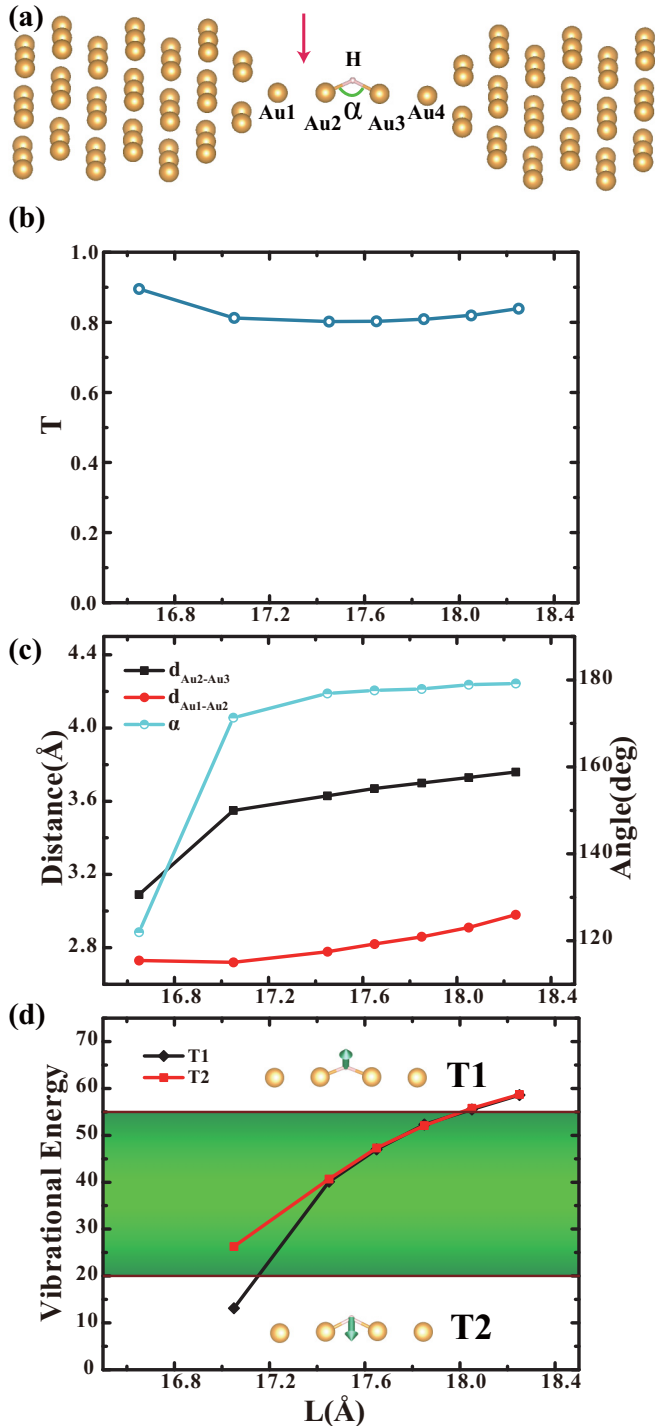 (a)
H
Au1
Au2
α
Au3
Au4
(b)
1.0
0.8
0.6
T
0.4
0.2
0.0
16.8 17.2 17.6 18.0 18.4
(c)
4.4
4.0
3.6
3.2
2.8
Distance(Å)
d Au2-Au3
d Au1-Au2
α
180
160
140
120
Angle(deg)
16.8 17.2 17.6 18.0 18.4
(d)
70
60
50
40
30
20
10
0
Vibrational Energy
T1
T2
T1
T2
16.8 17.2 17.6 18.0 18.4
L(Å)